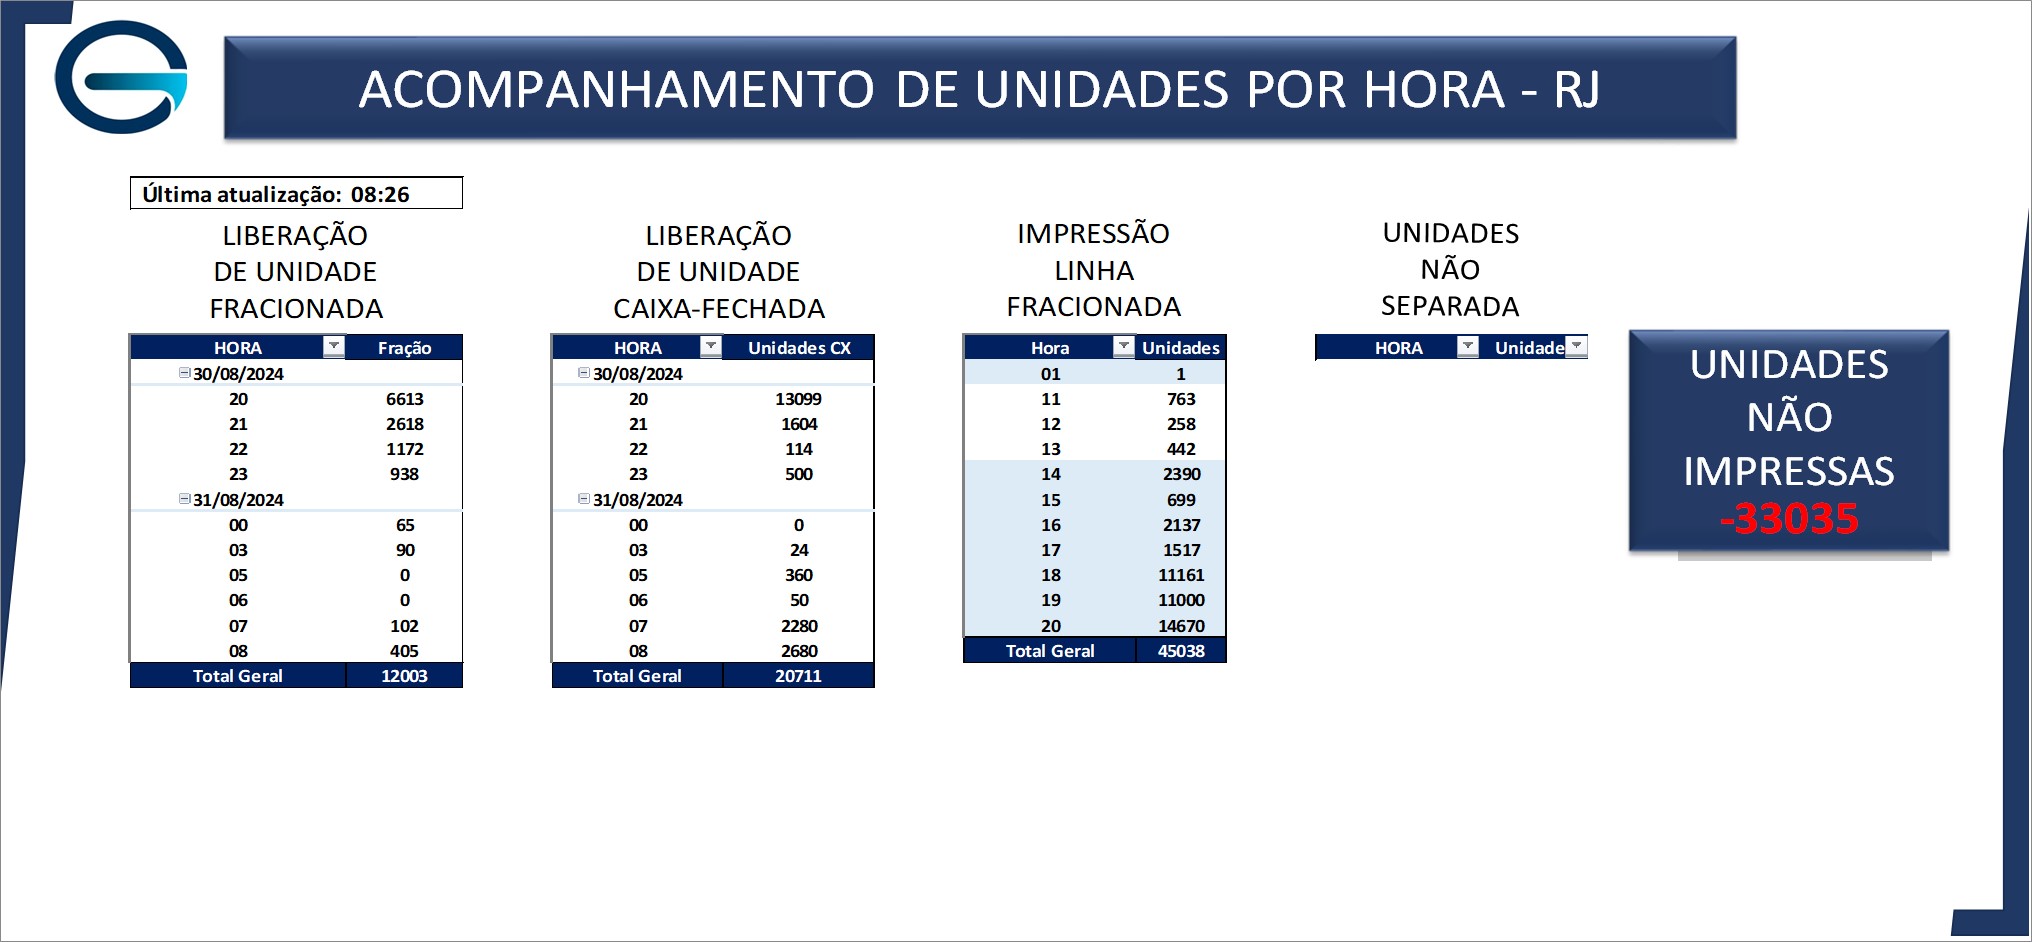 ACOMPANHAMENTO DE UNIDADES POR HORA - RJ
Última atualização: 08:26
LIBERAÇÃO
DE UNIDADE
FRACIONADA
HORA Fração
30/08/2024
20 6613
21 2618
22 1172
23 938
31/08/2024
00 65
03 90
05 0
06 0
07 102
08 405
Total Geral 12003
LIBERAÇÃO
DE UNIDADE
CAIXA-FECHADA
HORA Unidades CX
30/08/2024
20 13099
21 1604
22 114
23 500
31/08/2024
00 0
03 24
05 360
06 50
07 2280
08 2680
Total Geral 20711
IMPRESSÃO
LINHA
FRACIONADA
Hora Unidades
01 1
11 763
12 258
13 442
14 2390
15 699
16 2137
17 1517
18 11161
19 11000
20 14670
Total Geral 45038
UNIDADES
NÃO
SEPARADA
HORA Unidade
UNIDADES
NÃO
IMPRESSAS
-33035